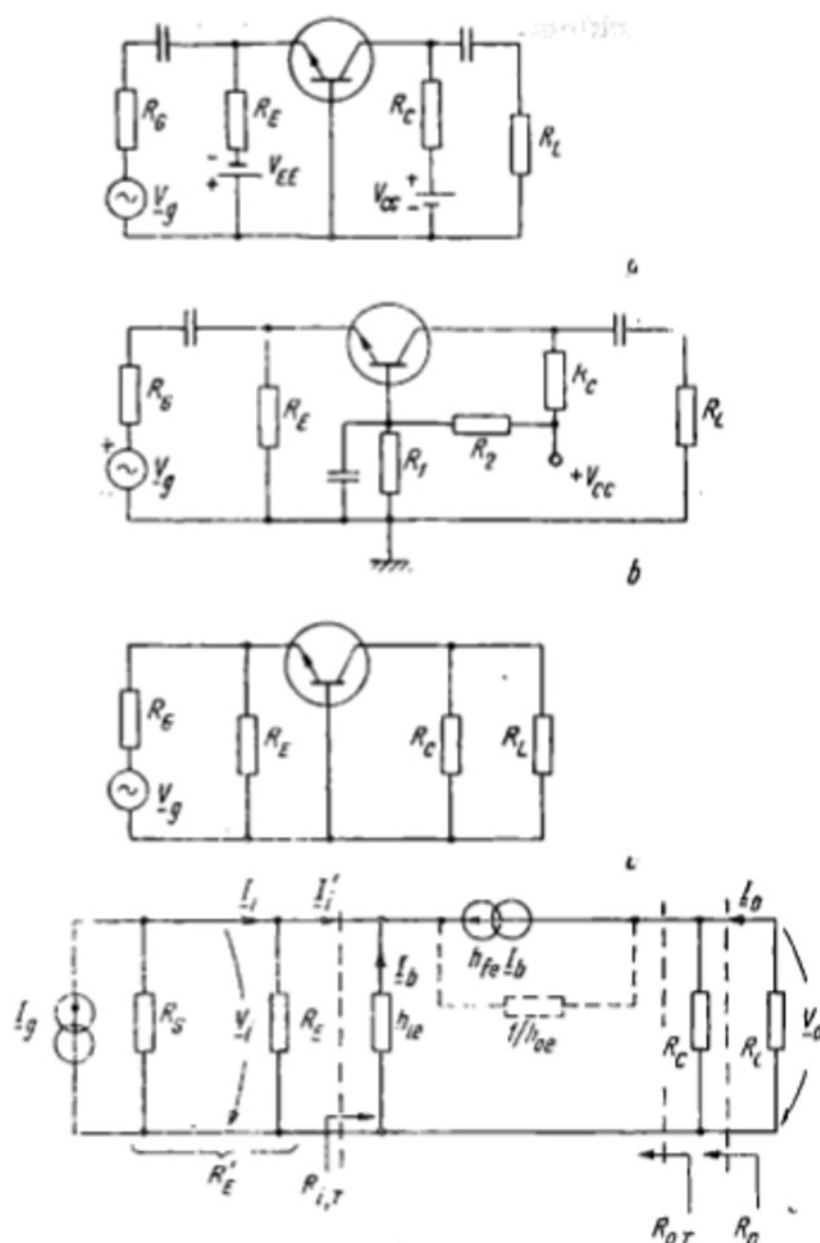 R_G R_E R_C R_L
- + V_EE
V_g V_CC + -
R_G R_E R_C R_L
+ V_g R_1 R_2 +V_CC
b
R_G R_E R_C R_L
V_g
c
I_i I_i' I_o
I_b h_fe I_b
I_g R_S V_i R_E h_ie 1/h_oe R_C R_L V_o
R_E' R_i,T
R_o,T R_o